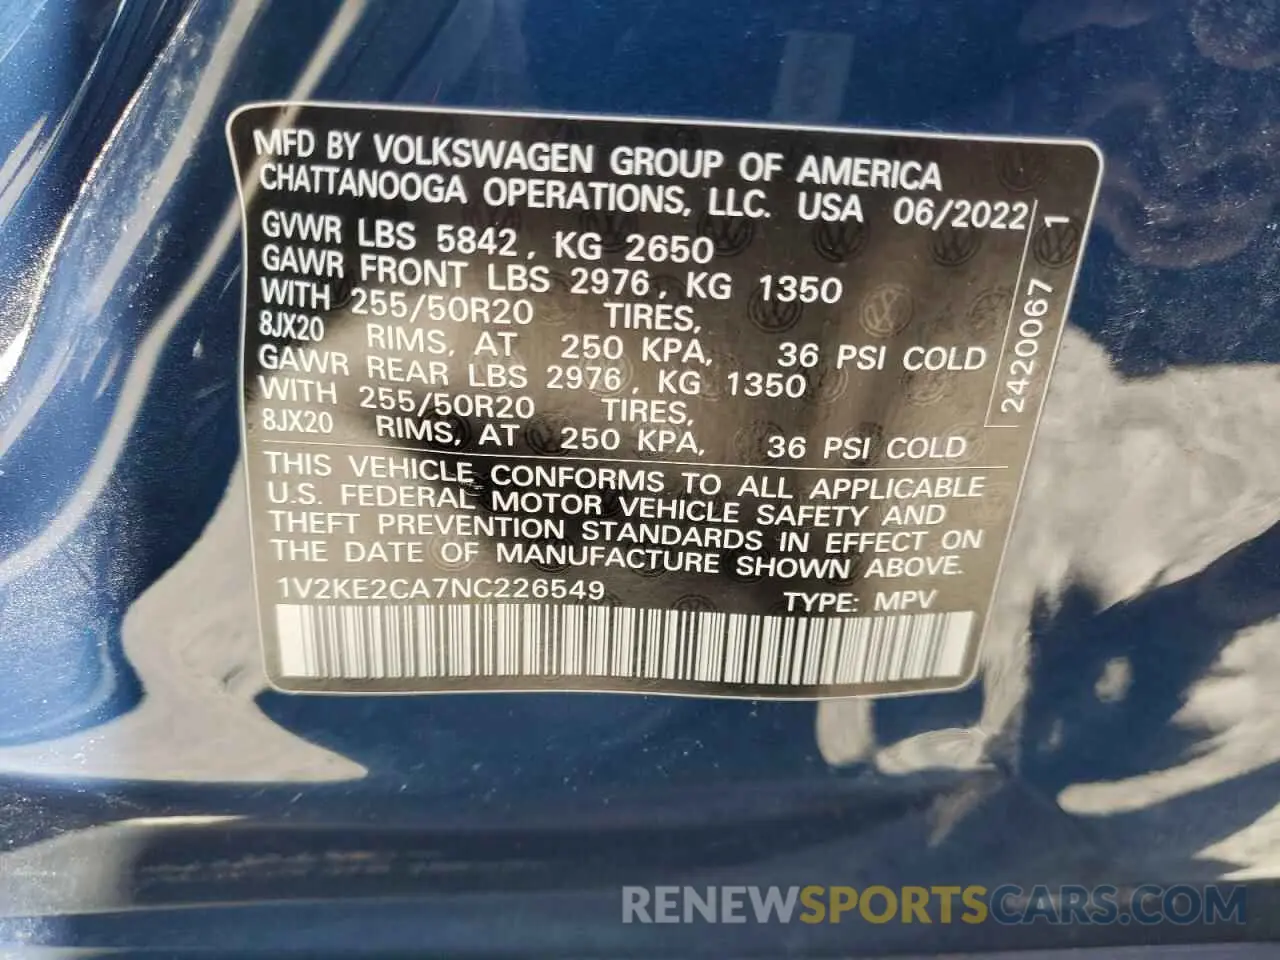 MFD BY VOLKSWAGEN GROUP OF AMERICA
CHATTANOOGA OPERATIONS, LLC. USA 06/2022
GVWR LBS 5842, KG 2650
GAWR FRONT LBS 2976, KG 1350
WITH 255/50R20 TIRES,
8JX20 RIMS, AT 250 KPA, 36 PSI COLD
GAWR REAR LBS 2976, KG 1350
WITH 255/50R20 TIRES,
8JX20 RIMS, AT 250 KPA, 36 PSI COLD
2420067 1
THIS VEHICLE CONFORMS TO ALL APPLICABLE
U.S. FEDERAL MOTOR VEHICLE SAFETY AND
THEFT PREVENTION STANDARDS IN EFFECT ON
THE DATE OF MANUFACTURE SHOWN ABOVE.
1V2KE2CA7NC226549 TYPE: MPV
RENEWSPORTSCARS.COM